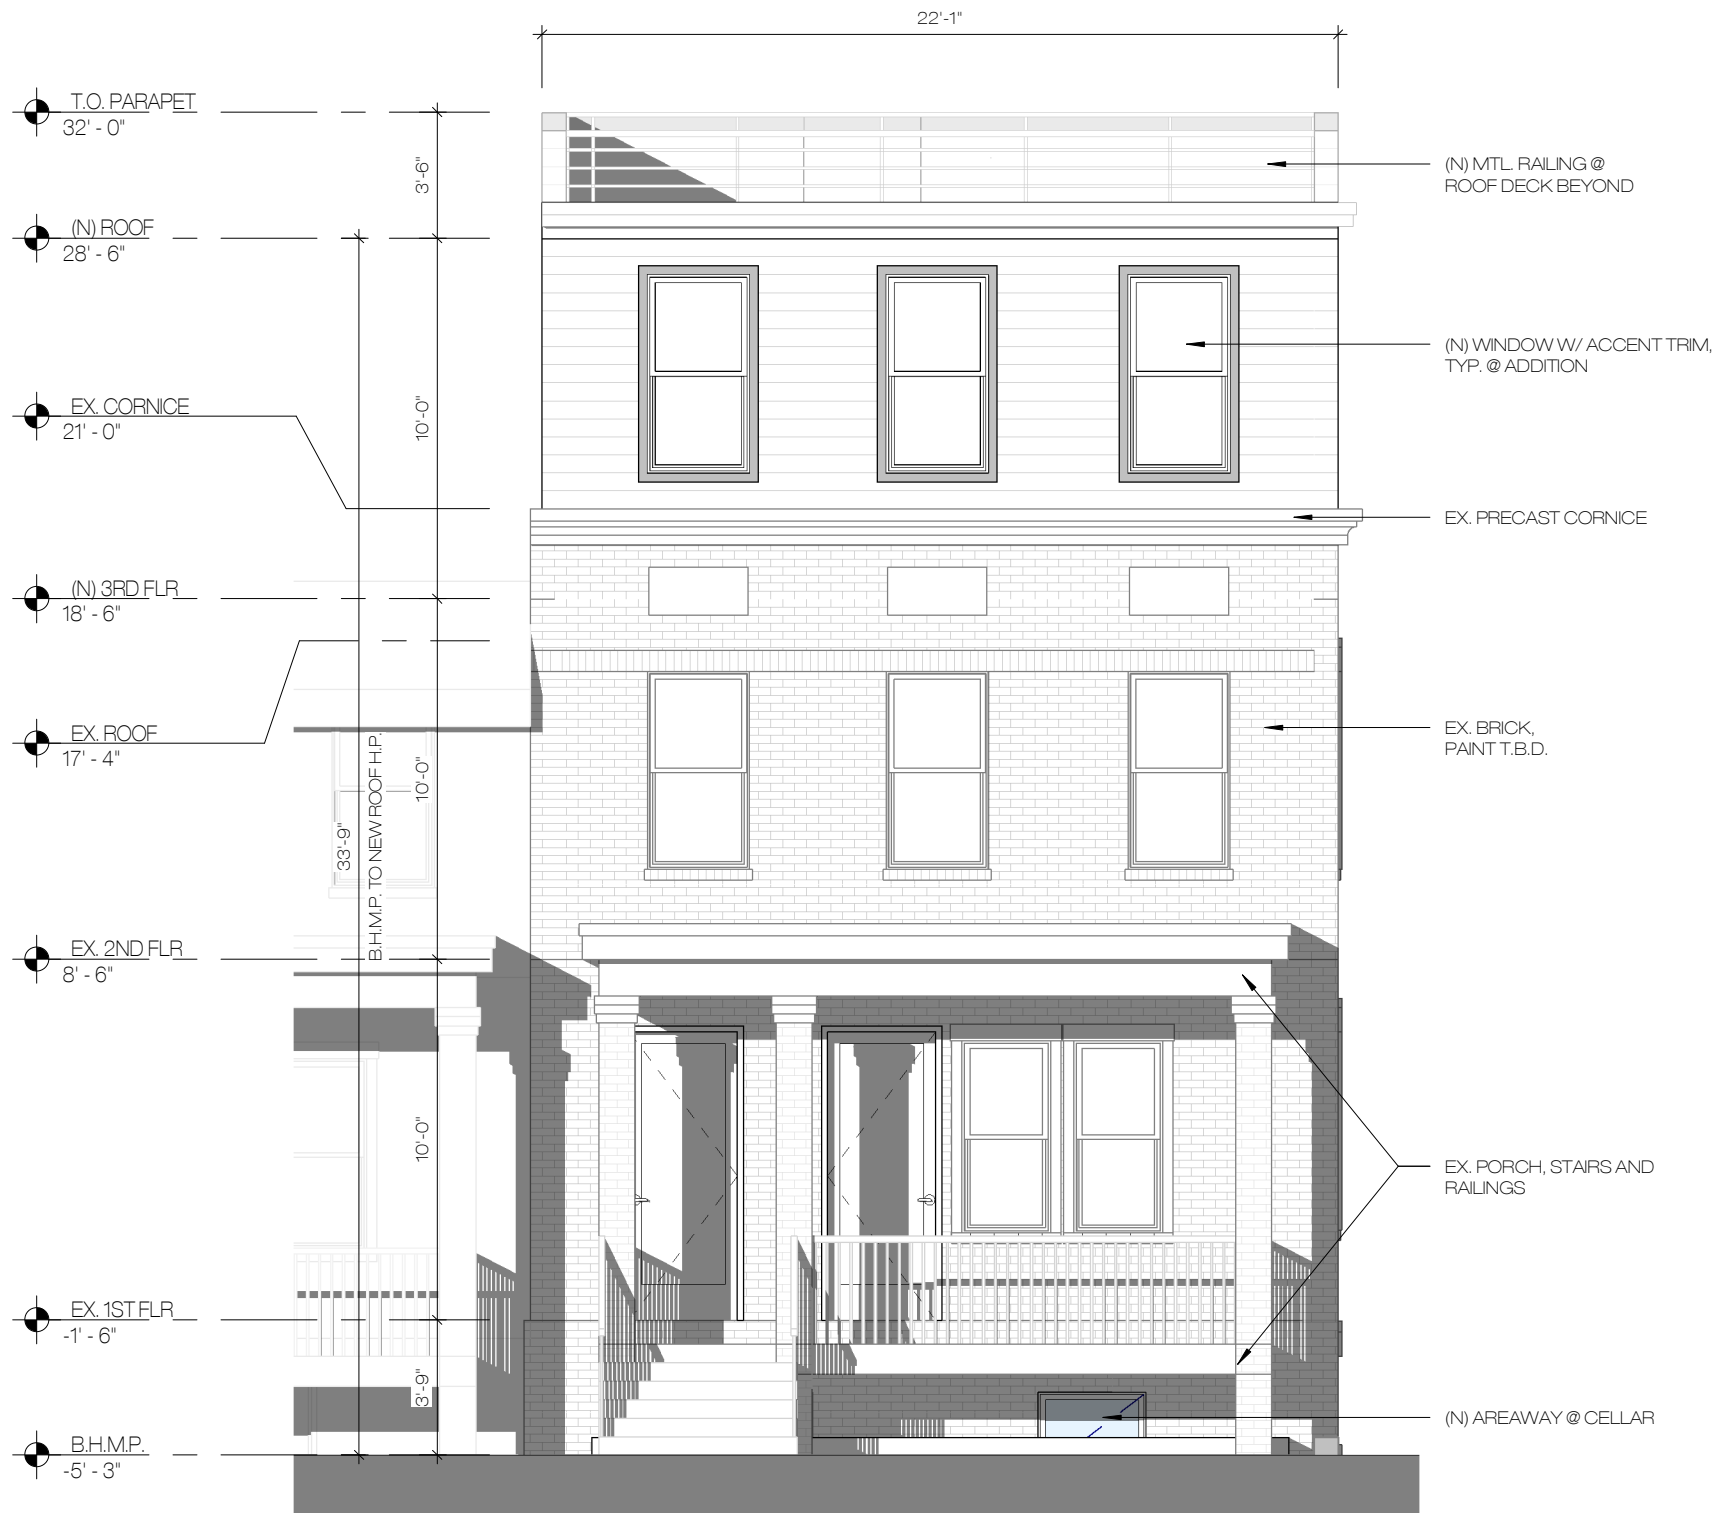 22'-1"
T.O. PARAPET
32' - 0"
3'-6"
(N) MTL. RAILING @
ROOF DECK BEYOND
(N) ROOF
28' - 6"
(N) WINDOW W/ ACCENT TRIM,
TYP. @ ADDITION
EX. CORNICE
21' - 0"
10'-0"
EX. PRECAST CORNICE
(N) 3RD FLR
18' - 6"
EX. ROOF
17' - 4"
EX. BRICK,
PAINT T.B.D.
10'-0"
33'-9"
B.H.M.P. TO NEW ROOF H.P.
EX. 2ND FLR
8' - 6"
10'-0"
EX. PORCH, STAIRS AND
RAILINGS
EX. 1ST FLR
-1' - 6"
3'-9"
(N) AREAWAY @ CELLAR
B.H.M.P.
-5' - 3"